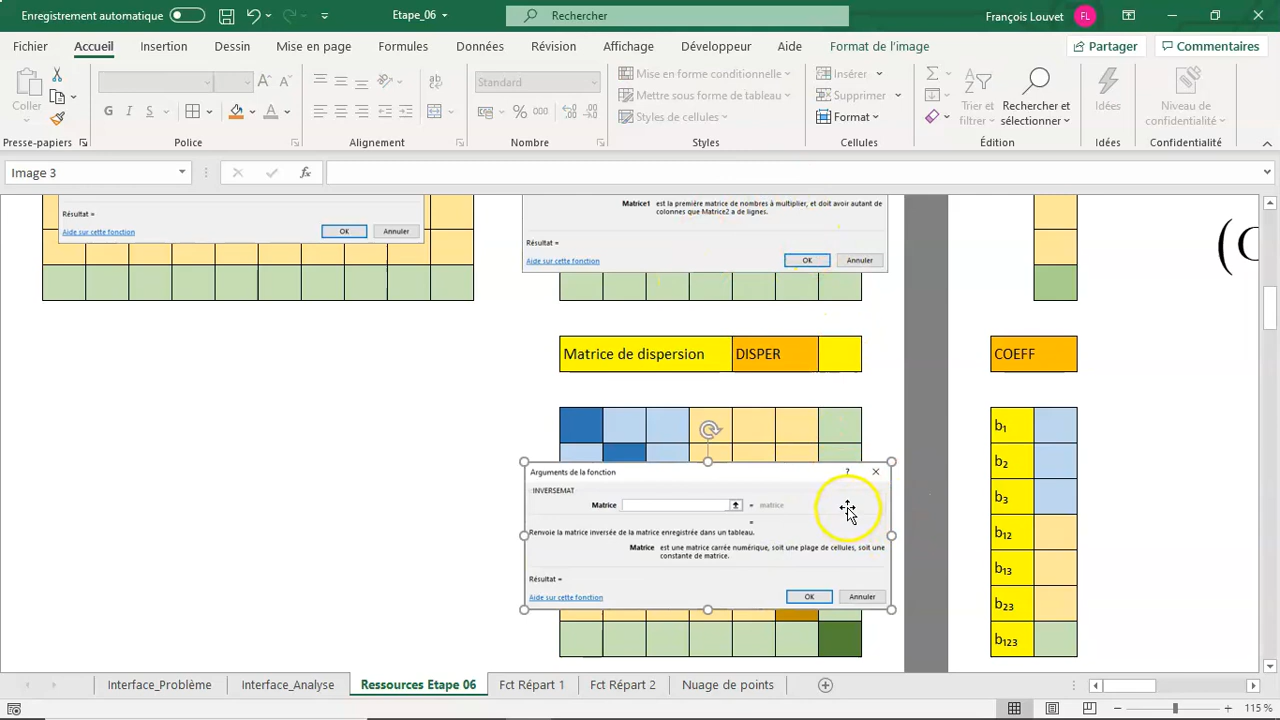 Enregistrement automatique
Etape_06
Rechercher
François Louvet
FL
Fichier
Accueil
Insertion
Dessin
Mise en page
Formules
Données
Révision
Affichage
Développeur
Aide
Format de l'image
Partager
Commentaires
Coller
Standard
Mise en forme conditionnelle
Mettre sous forme de tableau
Styles de cellules
Insérer
Supprimer
Format
Trier et filtrer
Rechercher et sélectionner
Idées
Niveau de confidentialité
Presse-papiers
Police
Alignement
Nombre
Styles
Cellules
Édition
Idées
Confidentialité
Image 3
fx
Résultat =
Aide sur cette fonction
OK
Annuler
Matrice1 est la première matrice de nombres à multiplier, et doit avoir autant de
colonnes que Matrice2 a de lignes.
Résultat =
Aide sur cette fonction
OK
Annuler
(C
Matrice de dispersion
DISPER
COEFF
Arguments de la fonction
?
INVERSEMAT
Matrice
= matrice
=
Renvoie la matrice inversée de la matrice enregistrée dans un tableau.
Matrice est une matrice carrée numérique, soit une plage de cellules, soit une
constante de matrice.
Résultat =
Aide sur cette fonction
OK
Annuler
b1
b2
b3
b12
b13
b23
b123
Interface_Problème
Interface_Analyse
Ressources Etape 06
Fct Répart 1
Fct Répart 2
Nuage de points
115 %